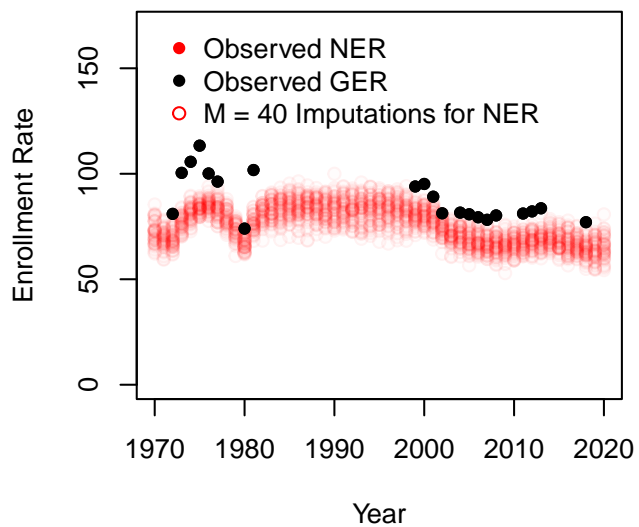 Observed NER
Observed GER
M = 40 Imputations for NER
Enrollment Rate
150
100
50
0
1970 1980 1990 2000 2010 2020
Year